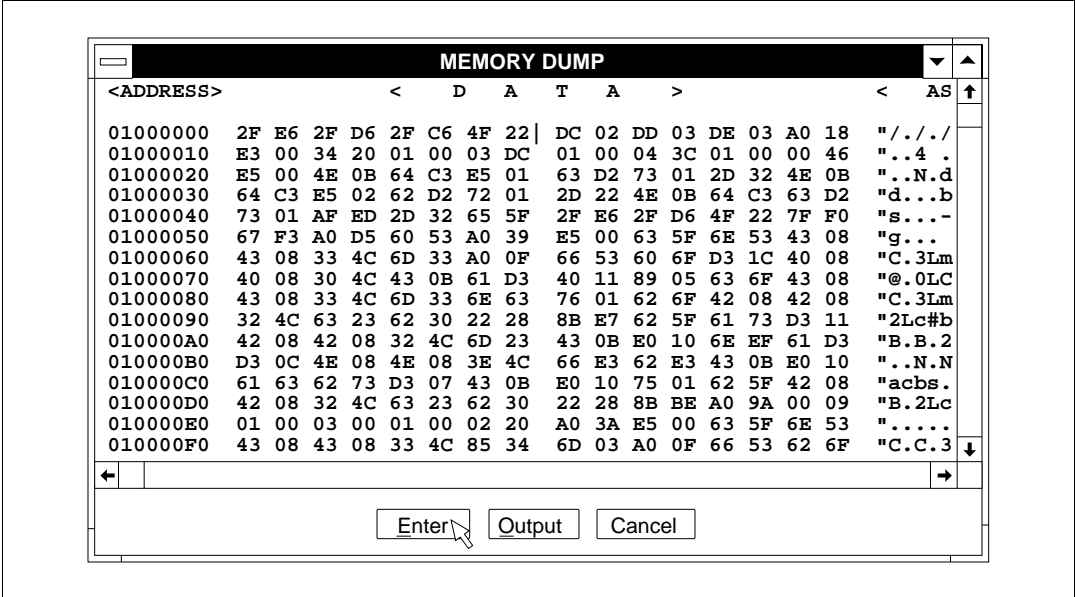 MEMORY DUMP
<ADDRESS> < D A T A > < AS
01000000 2F E6 2F D6 2F C6 4F 22 DC 02 DD 03 DE 03 A0 18 "/././
01000010 E3 00 34 20 01 00 03 DC 01 00 04 3C 01 00 00 46 "..4 .
01000020 E5 00 4E 0B 64 C3 E5 01 63 D2 73 01 2D 32 4E 0B "..N.d
01000030 64 C3 E5 02 62 D2 72 01 2D 22 4E 0B 64 C3 63 D2 "d...b
01000040 73 01 AF ED 2D 32 65 5F 2F E6 2F D6 4F 22 7F F0 "s...-
01000050 67 F3 A0 D5 60 53 A0 39 E5 00 63 5F 6E 53 43 08 "g...
01000060 43 08 33 4C 6D 33 A0 0F 66 53 60 6F D3 1C 40 08 "C.3Lm
01000070 40 08 30 4C 43 0B 61 D3 40 11 89 05 63 6F 43 08 "@.0LC
01000080 43 08 33 4C 6D 33 6E 63 76 01 62 6F 42 08 42 08 "C.3Lm
01000090 32 4C 63 23 62 30 22 28 8B E7 62 5F 61 73 D3 11 "2Lc#b
010000A0 42 08 42 08 32 4C 6D 23 43 0B E0 10 6E EF 61 D3 "B.B.2
010000B0 D3 0C 4E 08 4E 08 3E 4C 66 E3 62 E3 43 0B E0 10 "..N.N
010000C0 61 63 62 73 D3 07 43 0B E0 10 75 01 62 5F 42 08 "acbs.
010000D0 42 08 32 4C 63 23 62 30 22 28 8B BE A0 9A 00 09 "B.2Lc
010000E0 01 00 03 00 01 00 02 20 A0 3A E5 00 63 5F 6E 53 ".....
010000F0 43 08 43 08 33 4C 85 34 6D 03 A0 0F 66 53 62 6F "C.C.3
Enter Output Cancel